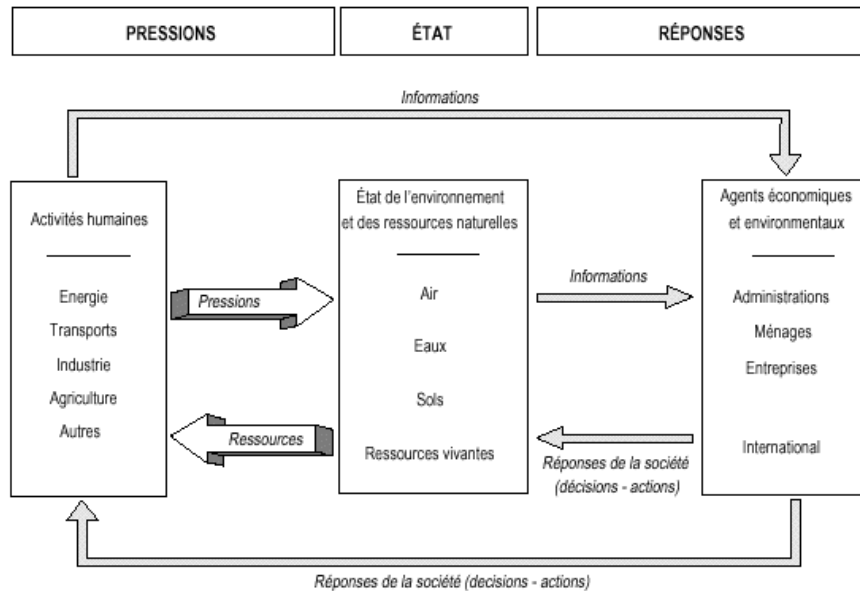 PRESSIONS
ÉTAT
RÉPONSES
Informations
Activités humaines
Energie
Transports
Industrie
Agriculture
Autres
Pressions
Ressources
État de l'environnement
et des ressources naturelles
Air
Eaux
Sols
Ressources vivantes
Informations
Réponses de la société
(décisions - actions)
Agents économiques
et environmentaux
Administrations
Ménages
Entreprises
International
Réponses de la société (decisions - actions)